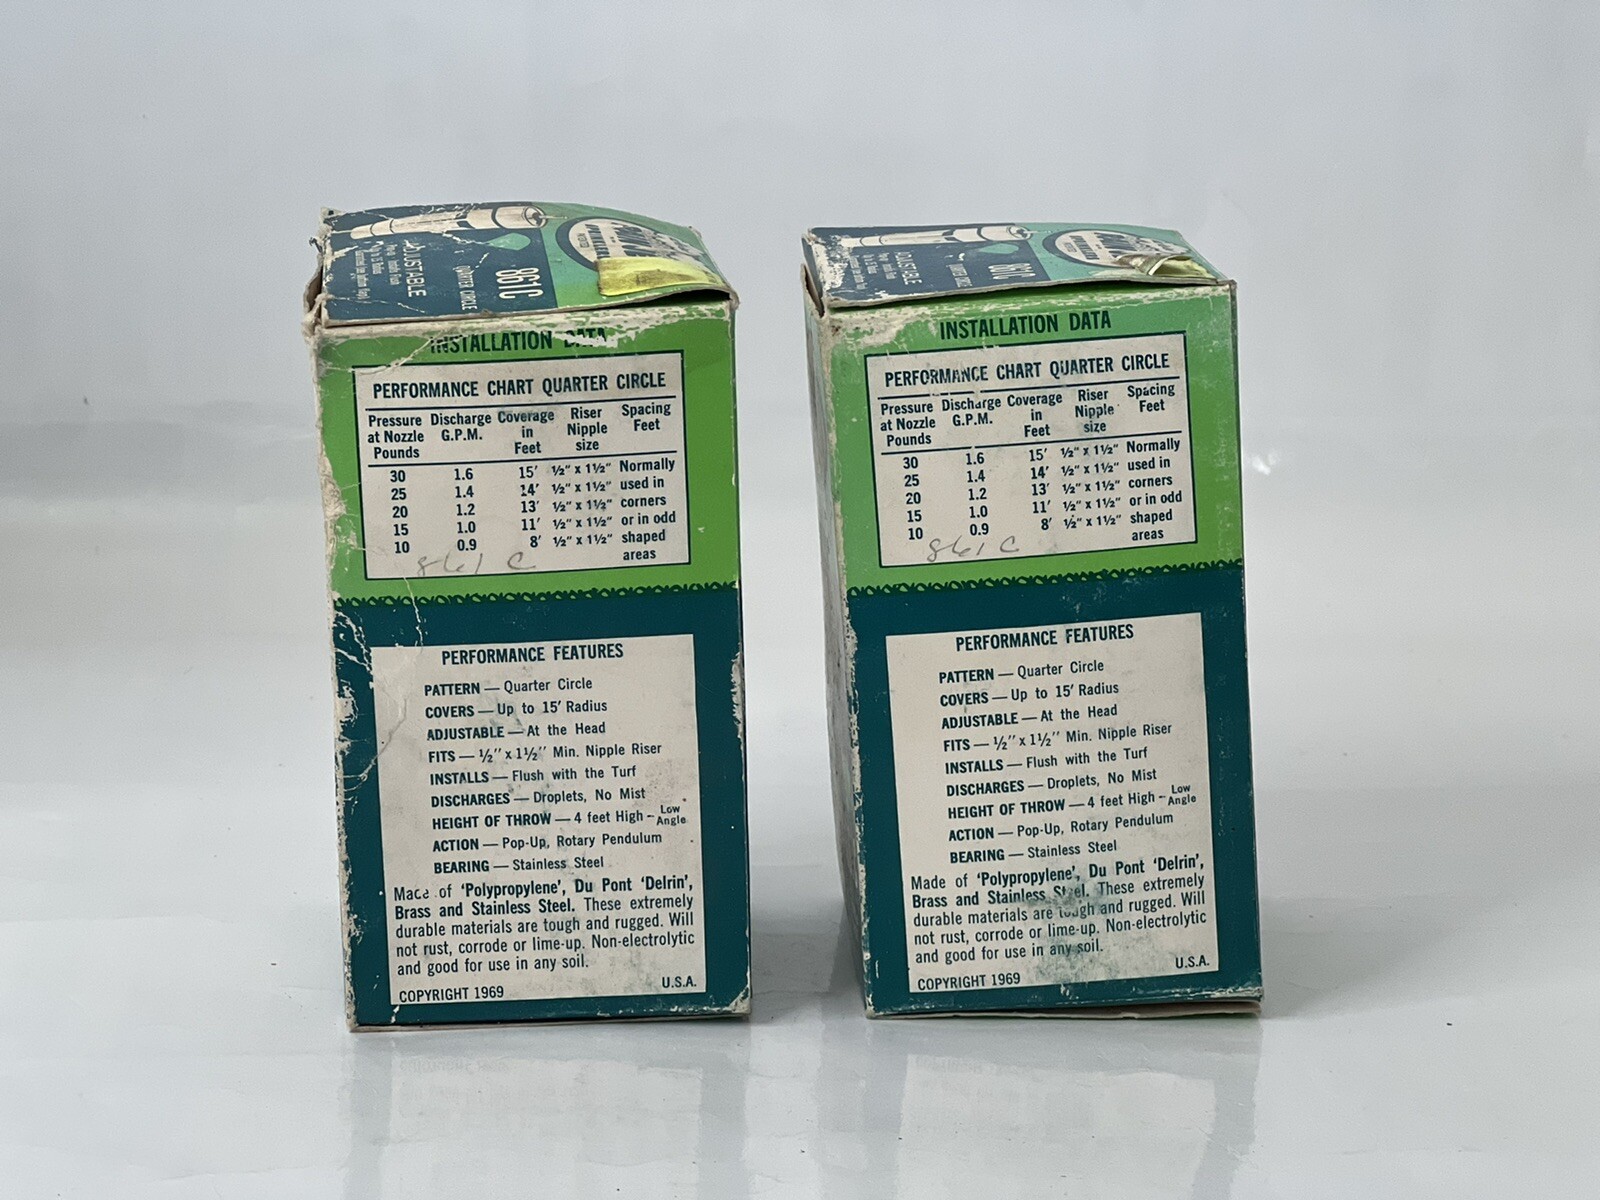 ADJUSTABLE
QUARTER CIRCLE
861C
INSTALLATION DATA
PERFORMANCE CHART QUARTER CIRCLE
Pressure at Nozzle Pounds Discharge G.P.M. Coverage in Feet Riser Nipple size Spacing Feet
30 1.6 15′ ½″ x 1½″ Normally
25 1.4 14′ ½″ x 1½″ used in
20 1.2 13′ ½″ x 1½″ corners
15 1.0 11′ ½″ x 1½″ or in odd
10 0.9 8′ ½″ x 1½″ shaped
areas
861 C
PERFORMANCE FEATURES
PATTERN — Quarter Circle
COVERS — Up to 15′ Radius
ADJUSTABLE — At the Head
FITS — ½″ x 1½″ Min. Nipple Riser
INSTALLS — Flush with the Turf
DISCHARGES — Droplets, No Mist
HEIGHT OF THROW — 4 feet High – Low Angle
ACTION — Pop-Up, Rotary Pendulum
BEARING — Stainless Steel
Made of 'Polypropylene', Du Pont 'Delrin',
Brass and Stainless Steel. These extremely
durable materials are tough and rugged. Will
not rust, corrode or lime-up. Non-electrolytic
and good for use in any soil.
COPYRIGHT 1969 U.S.A.
QUARTER CIRCLE
861C
INSTALLATION DATA
PERFORMANCE CHART QUARTER CIRCLE
Pressure at Nozzle Pounds Discharge G.P.M. Coverage in Feet Riser Nipple size Spacing Feet
30 1.6 15′ ½″ x 1½″ Normally
25 1.4 14′ ½″ x 1½″ used in
20 1.2 13′ ½″ x 1½″ corners
15 1.0 11′ ½″ x 1½″ or in odd
10 0.9 8′ ½″ x 1½″ shaped
areas
861 C
PERFORMANCE FEATURES
PATTERN — Quarter Circle
COVERS — Up to 15′ Radius
ADJUSTABLE — At the Head
FITS — ½″ x 1½″ Min. Nipple Riser
INSTALLS — Flush with the Turf
DISCHARGES — Droplets, No Mist
HEIGHT OF THROW — 4 feet High – Low Angle
ACTION — Pop-Up, Rotary Pendulum
BEARING — Stainless Steel
Made of 'Polypropylene', Du Pont 'Delrin',
Brass and Stainless Steel. These extremely
durable materials are tough and rugged. Will
not rust, corrode or lime-up. Non-electrolytic
and good for use in any soil.
COPYRIGHT 1969 U.S.A.